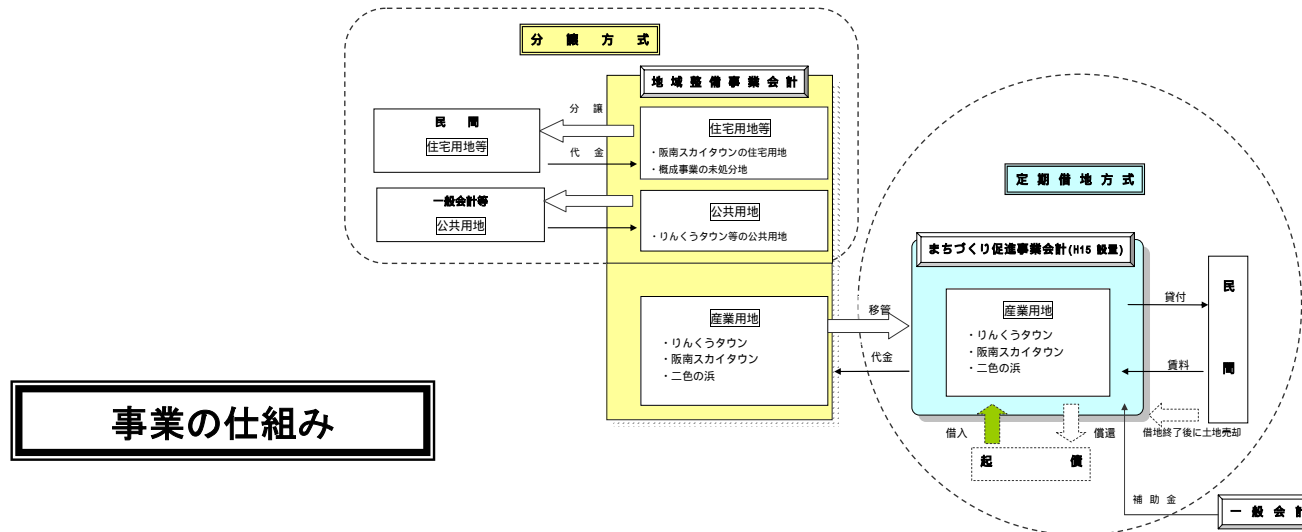 分譲方式
地域整備事業会計
民間
住宅用地等
分譲
代金
住宅用地等
・阪南スカイタウンの住宅用地
・概成事業の未処分地
一般会計等
公共用地
公共用地
・りんくうタウン等の公共用地
産業用地
・りんくうタウン
・阪南スカイタウン
・二色の浜
移管
代金
定期借地方式
まちづくり促進事業会計(H15 設置)
産業用地
・りんくうタウン
・阪南スカイタウン
・二色の浜
貸付
賃料
民間
借地終了後に土地売却
借入
償還
起債
補助金
一般会計
事業の仕組み